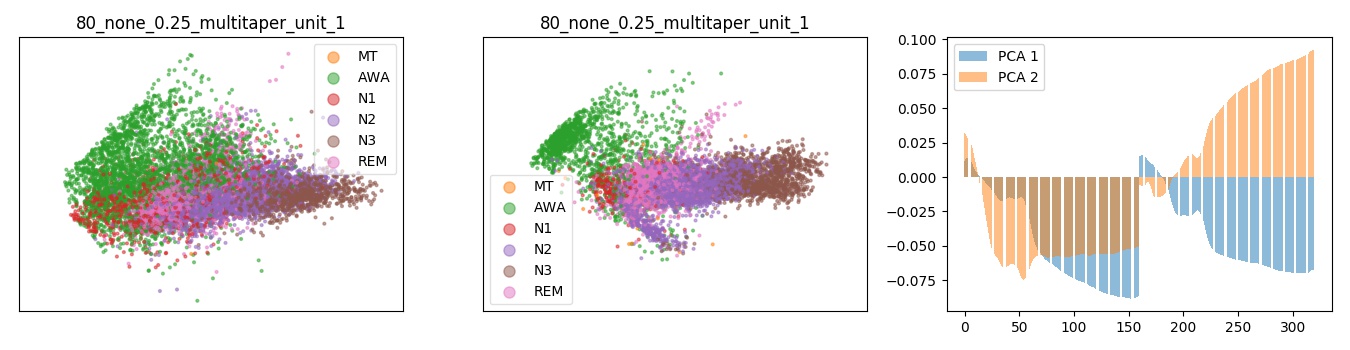 80_none_0.25_multitaper_unit_1
MT
AWA
N1
N2
N3
REM
80_none_0.25_multitaper_unit_1
MT
AWA
N1
N2
N3
REM
PCA 1
PCA 2
0.100
0.075
0.050
0.025
0.000
−0.025
−0.050
−0.075
0 50 100 150 200 250 300